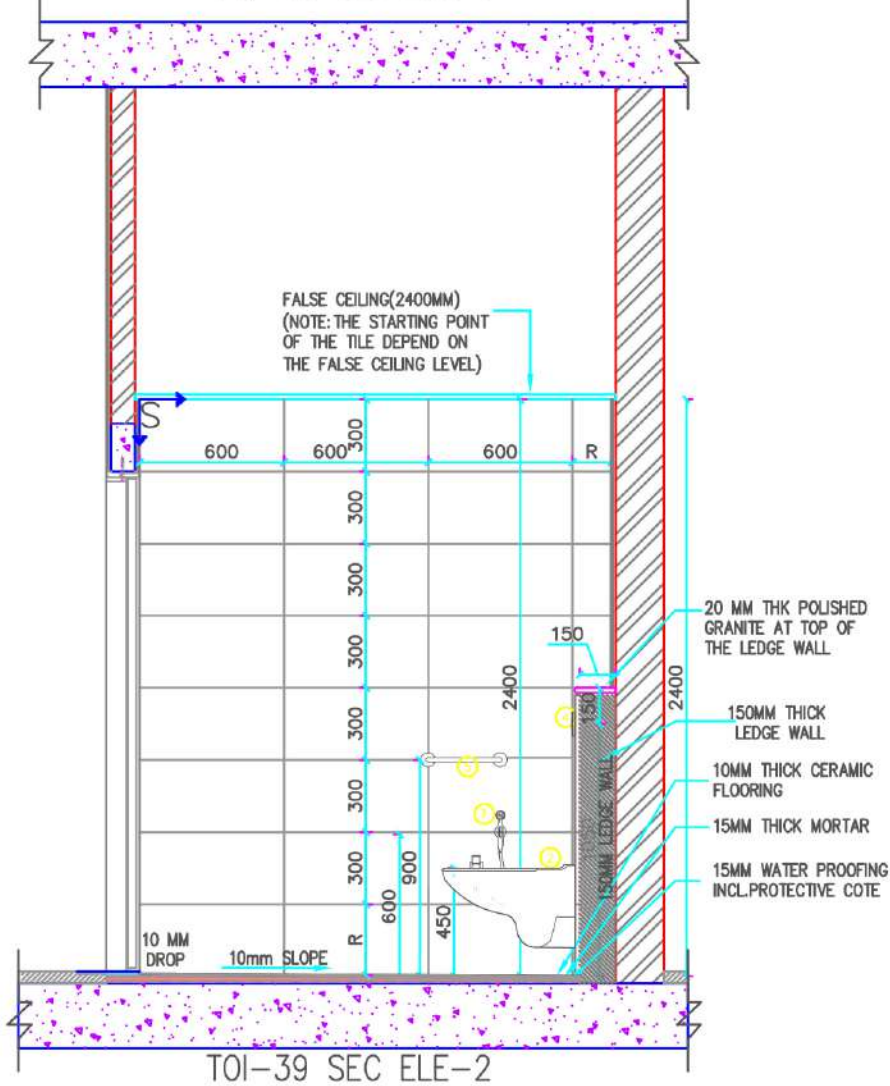 FALSE CEILING(2400MM)
(NOTE:THE STARTING POINT
OF THE TILE DEPEND ON
THE FALSE CEILING LEVEL)
S
600
600
600
R
300
300
300
300
300
300
300
R
2400
2400
150
150
20 MM THK POLISHED
GRANITE AT TOP OF
THE LEDGE WALL
150MM THICK
LEDGE WALL
10MM THICK CERAMIC
FLOORING
15MM THICK MORTAR
15MM WATER PROOFING
INCL.PROTECTIVE COTE
150MM LEDGE WALL
4
5
2
900
600
450
10 MM
DROP
10mm SLOPE
TOI-39 SEC ELE-2